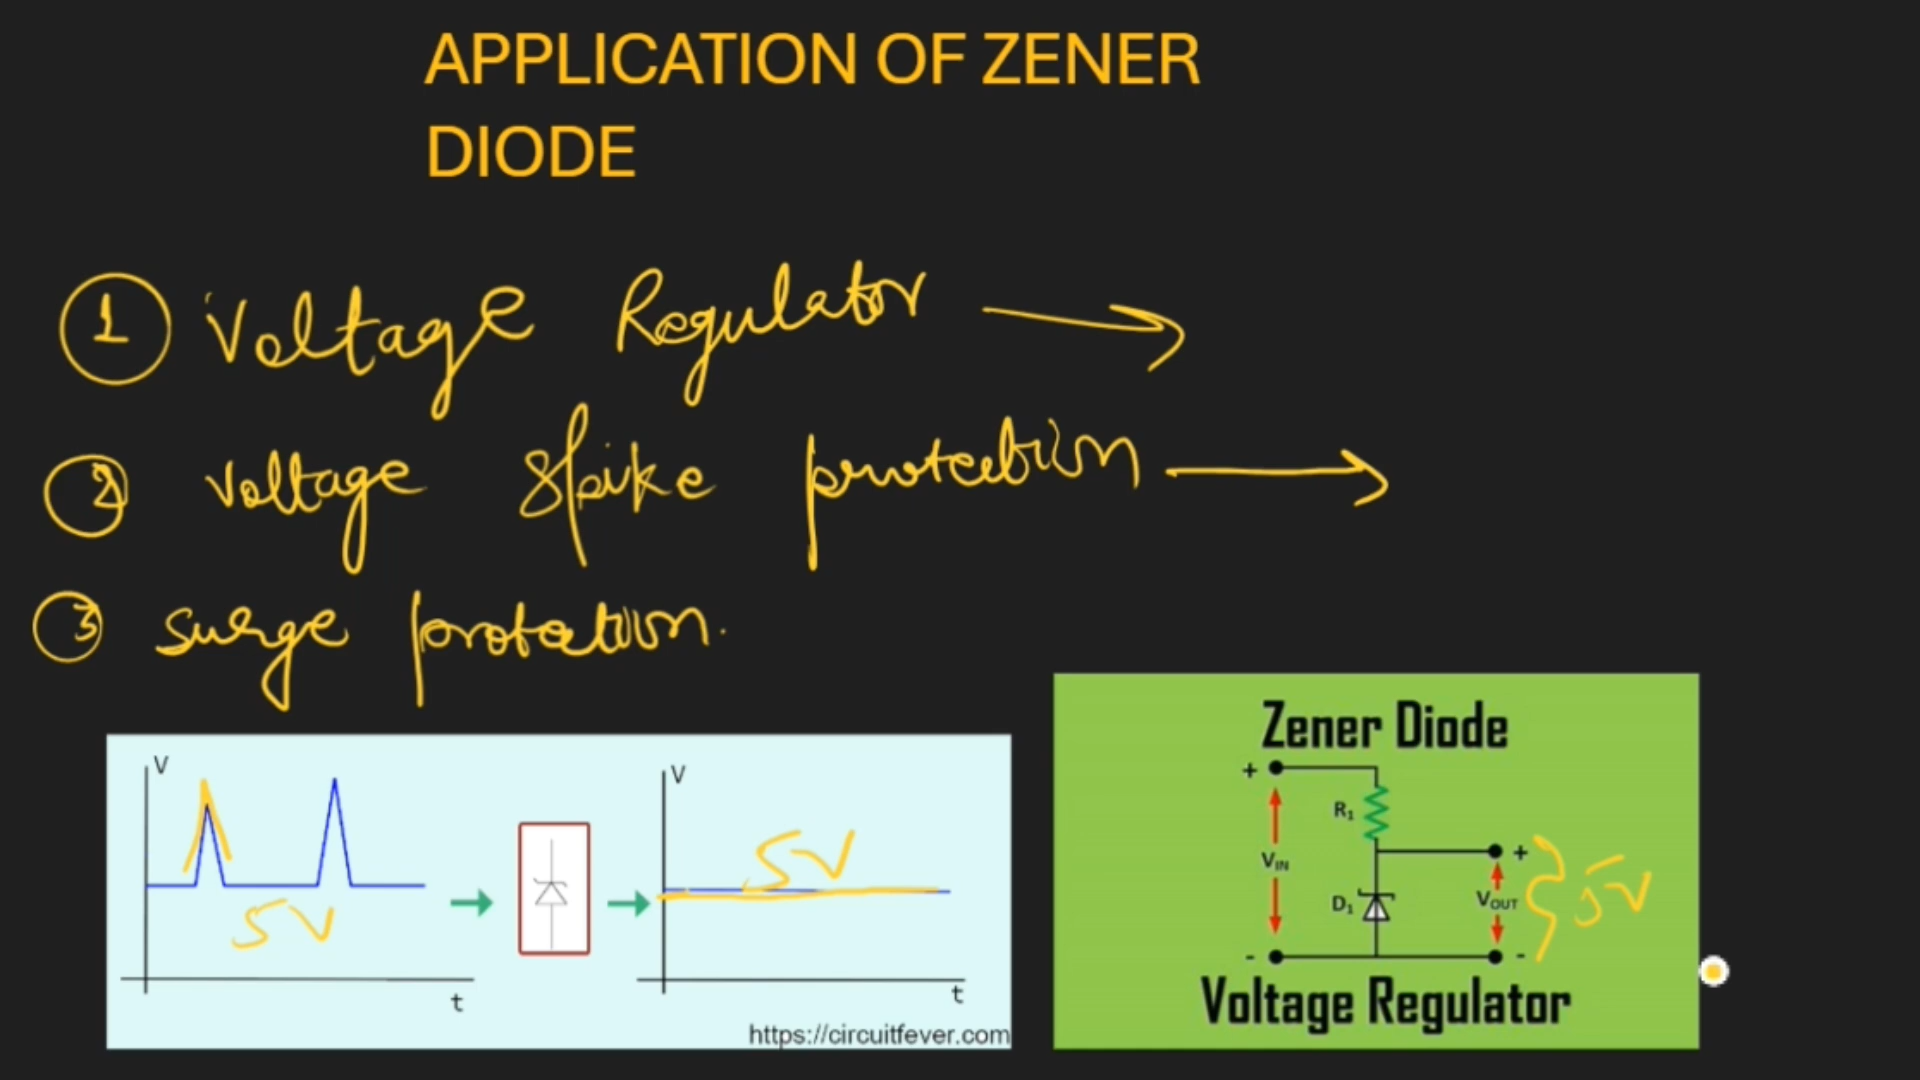 APPLICATION OF ZENER
DIODE
1 Voltage Regulator
2 Voltage Spike protection
3 surge protection.
V
5V
t
V
5V
t
https://circuitfever.com
Zener Diode
+
R1
VIN
D1
-
+
VOUT
5V
-
Voltage Regulator